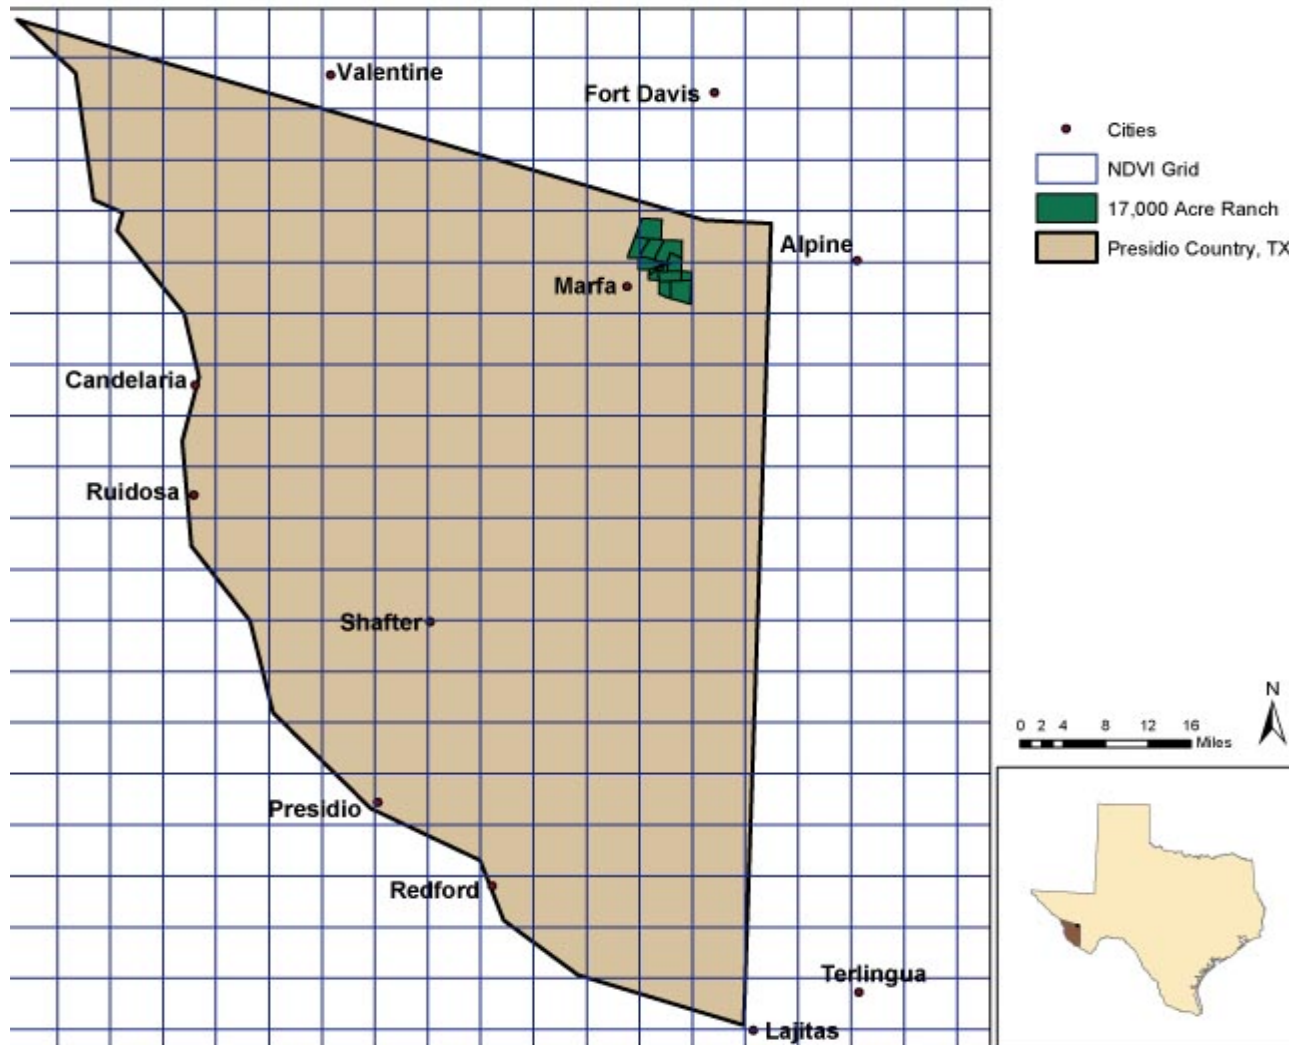 Valentine
Fort Davis
Cities
NDVI Grid
17,000 Acre Ranch
Presidio Country, TX
Alpine
Marfa
Candelaria
Ruidosa
Shafter
N
0 2 4 8 12 16
Miles
Presidio
Redford
Terlingua
Lajitas